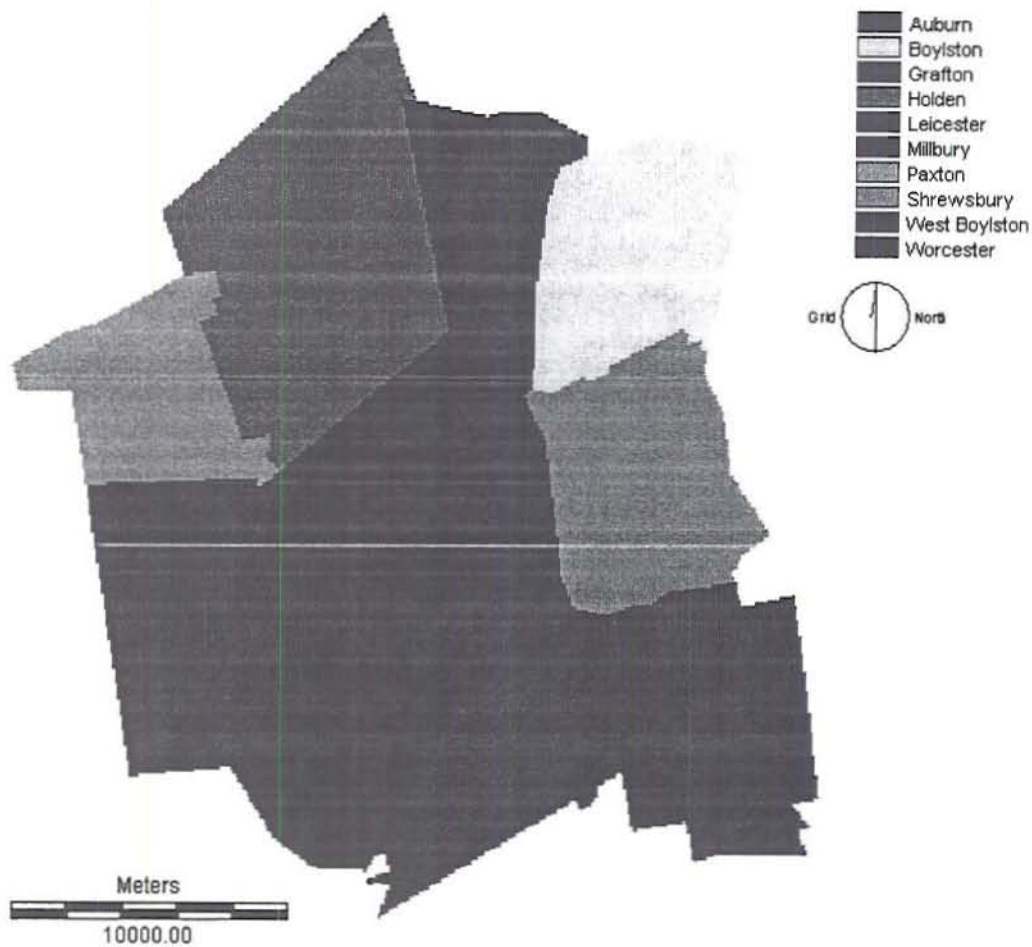 Auburn
Boylston
Grafton
Holden
Leicester
Millbury
Paxton
Shrewsbury
West Boylston
Worcester
Grid North
Meters
10000.00